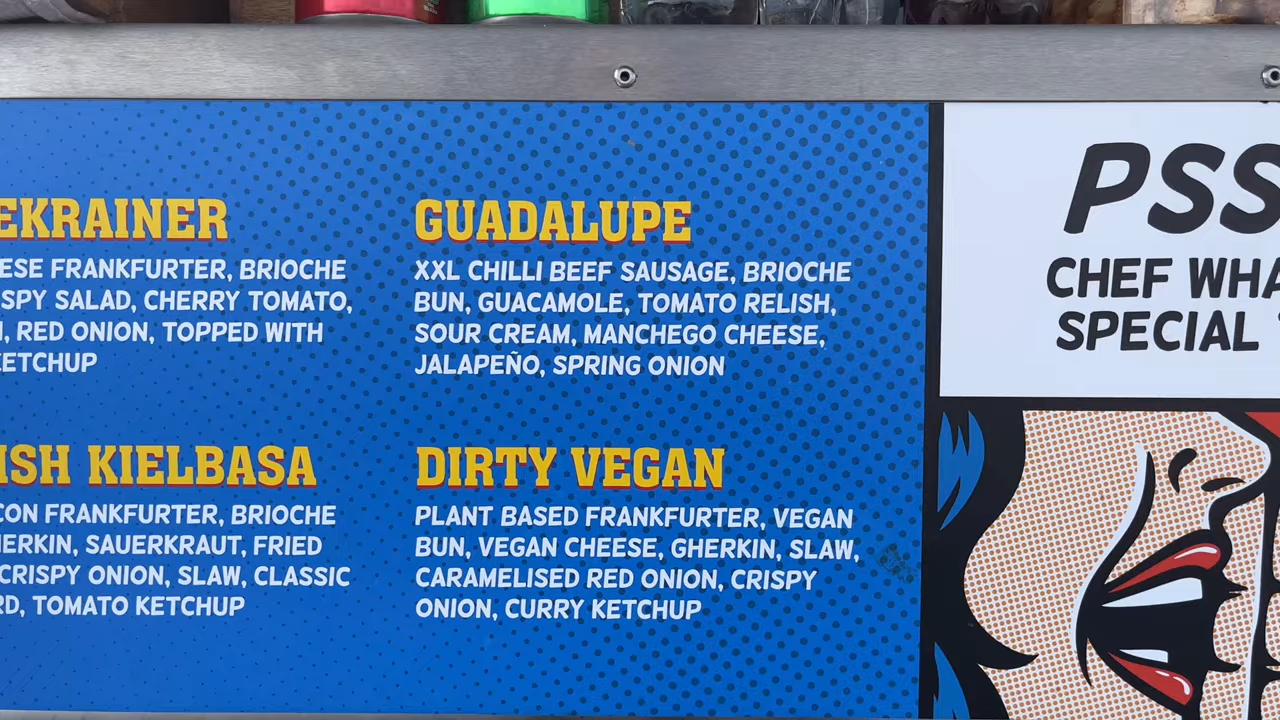 EKRAINER
ESE FRANKFURTER, BRIOCHE
SPY SALAD, CHERRY TOMATO,
, RED ONION, TOPPED WITH
KETCHUP
ISH KIELBASA
CON FRANKFURTER, BRIOCHE
HERKIN, SAUERKRAUT, FRIED
CRISPY ONION, SLAW, CLASSIC
RD, TOMATO KETCHUP
GUADALUPE
XXL CHILLI BEEF SAUSAGE, BRIOCHE
BUN, GUACAMOLE, TOMATO RELISH,
SOUR CREAM, MANCHEGO CHEESE,
JALAPEÑO, SPRING ONION
DIRTY VEGAN
PLANT BASED FRANKFURTER, VEGAN
BUN, VEGAN CHEESE, GHERKIN, SLAW,
CARAMELISED RED ONION, CRISPY
ONION, CURRY KETCHUP
PSS
CHEF WHA
SPECIAL